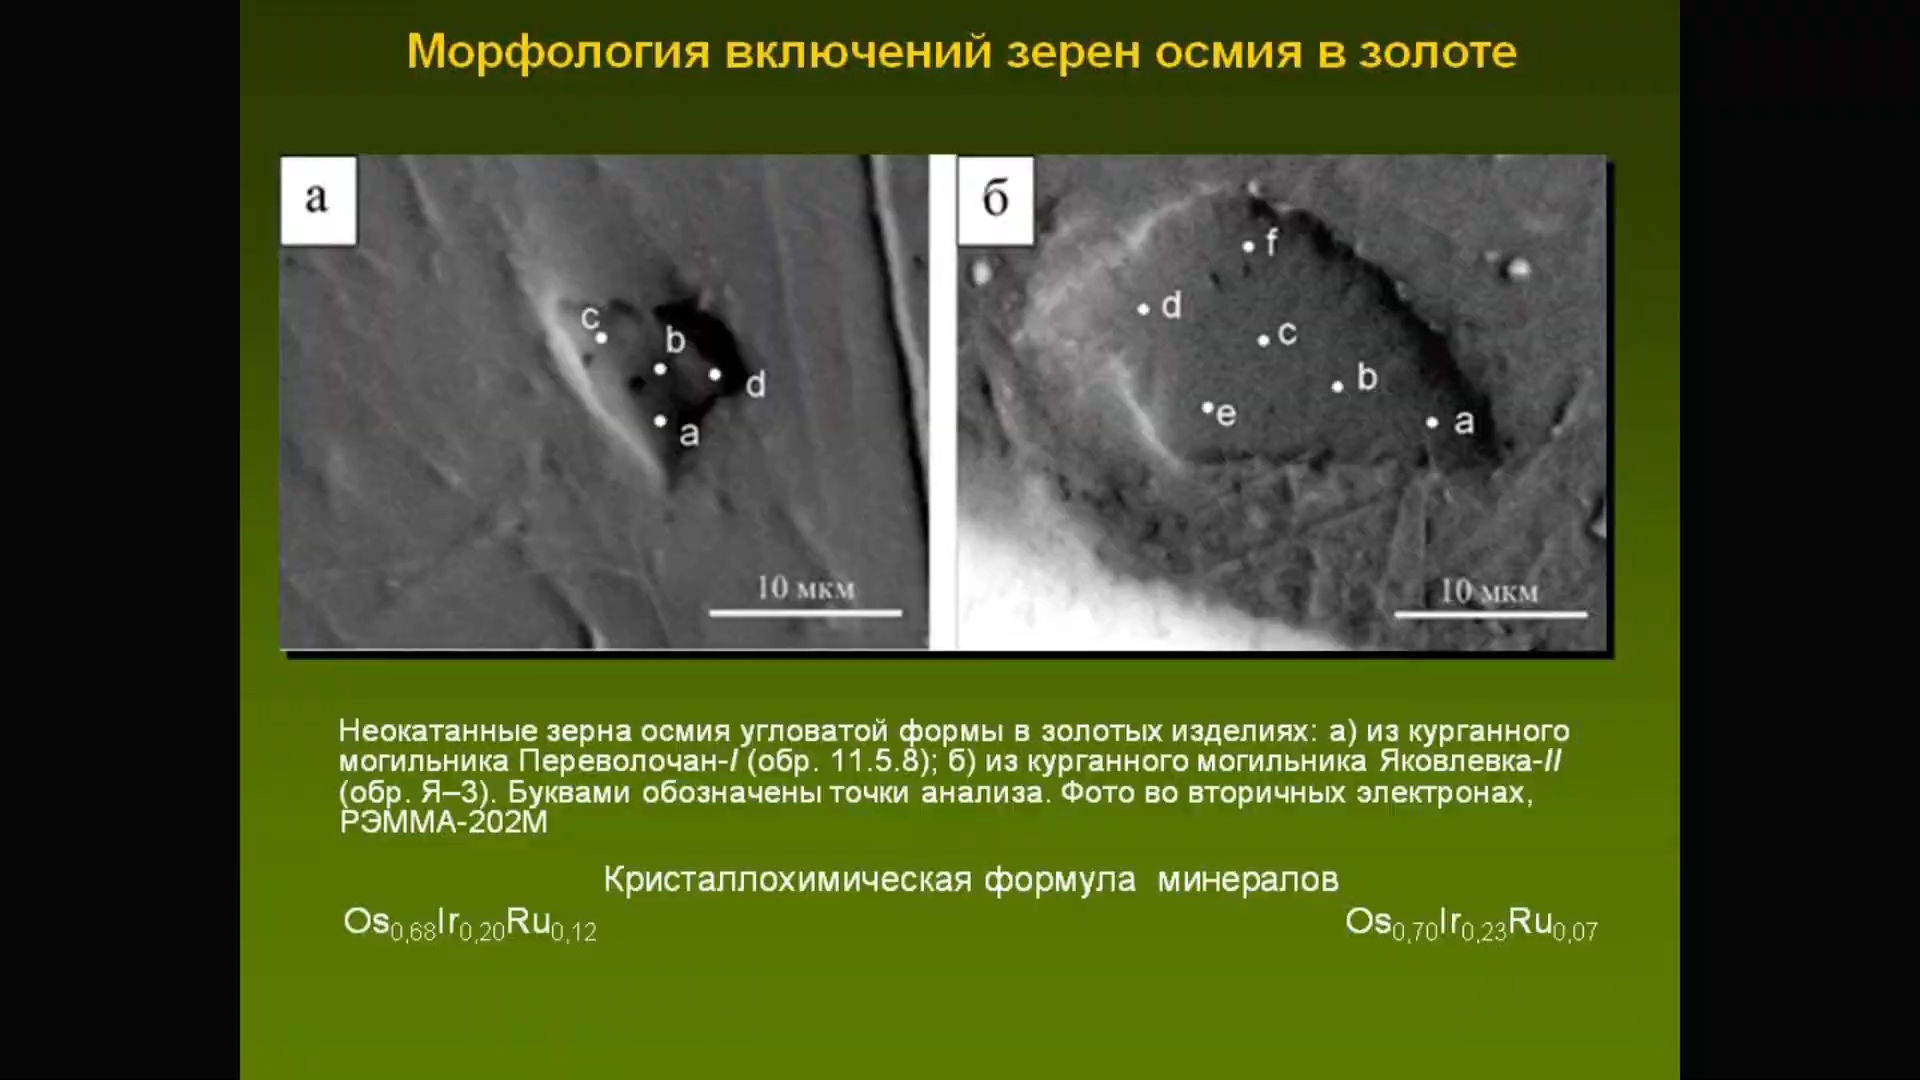 Морфология включений зерен осмия в золоте
а
б
f
d
c
c
b
b
d
e
a
a
10 мкм
10 мкм
Неокатанные зерна осмия угловатой формы в золотых изделиях: а) из курганного
могильника Переволочан-I (обр. 11.5.8); б) из курганного могильника Яковлевка-II
(обр. Я–3). Буквами обозначены точки анализа. Фото во вторичных электронах,
РЭММА-202М
Кристаллохимическая формула минералов
Os0,68Ir0,20Ru0,12
Os0,70Ir0,23Ru0,07